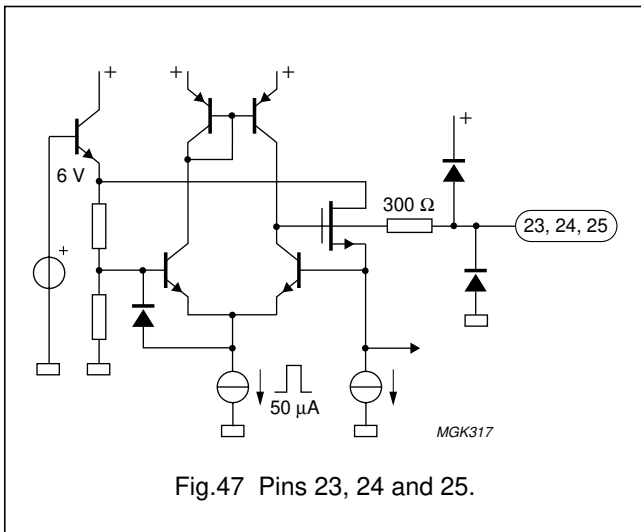 +
+
+
+
6 V
300 Ω
23, 24, 25
+
50 μA
MGK317
Fig.47 Pins 23, 24 and 25.